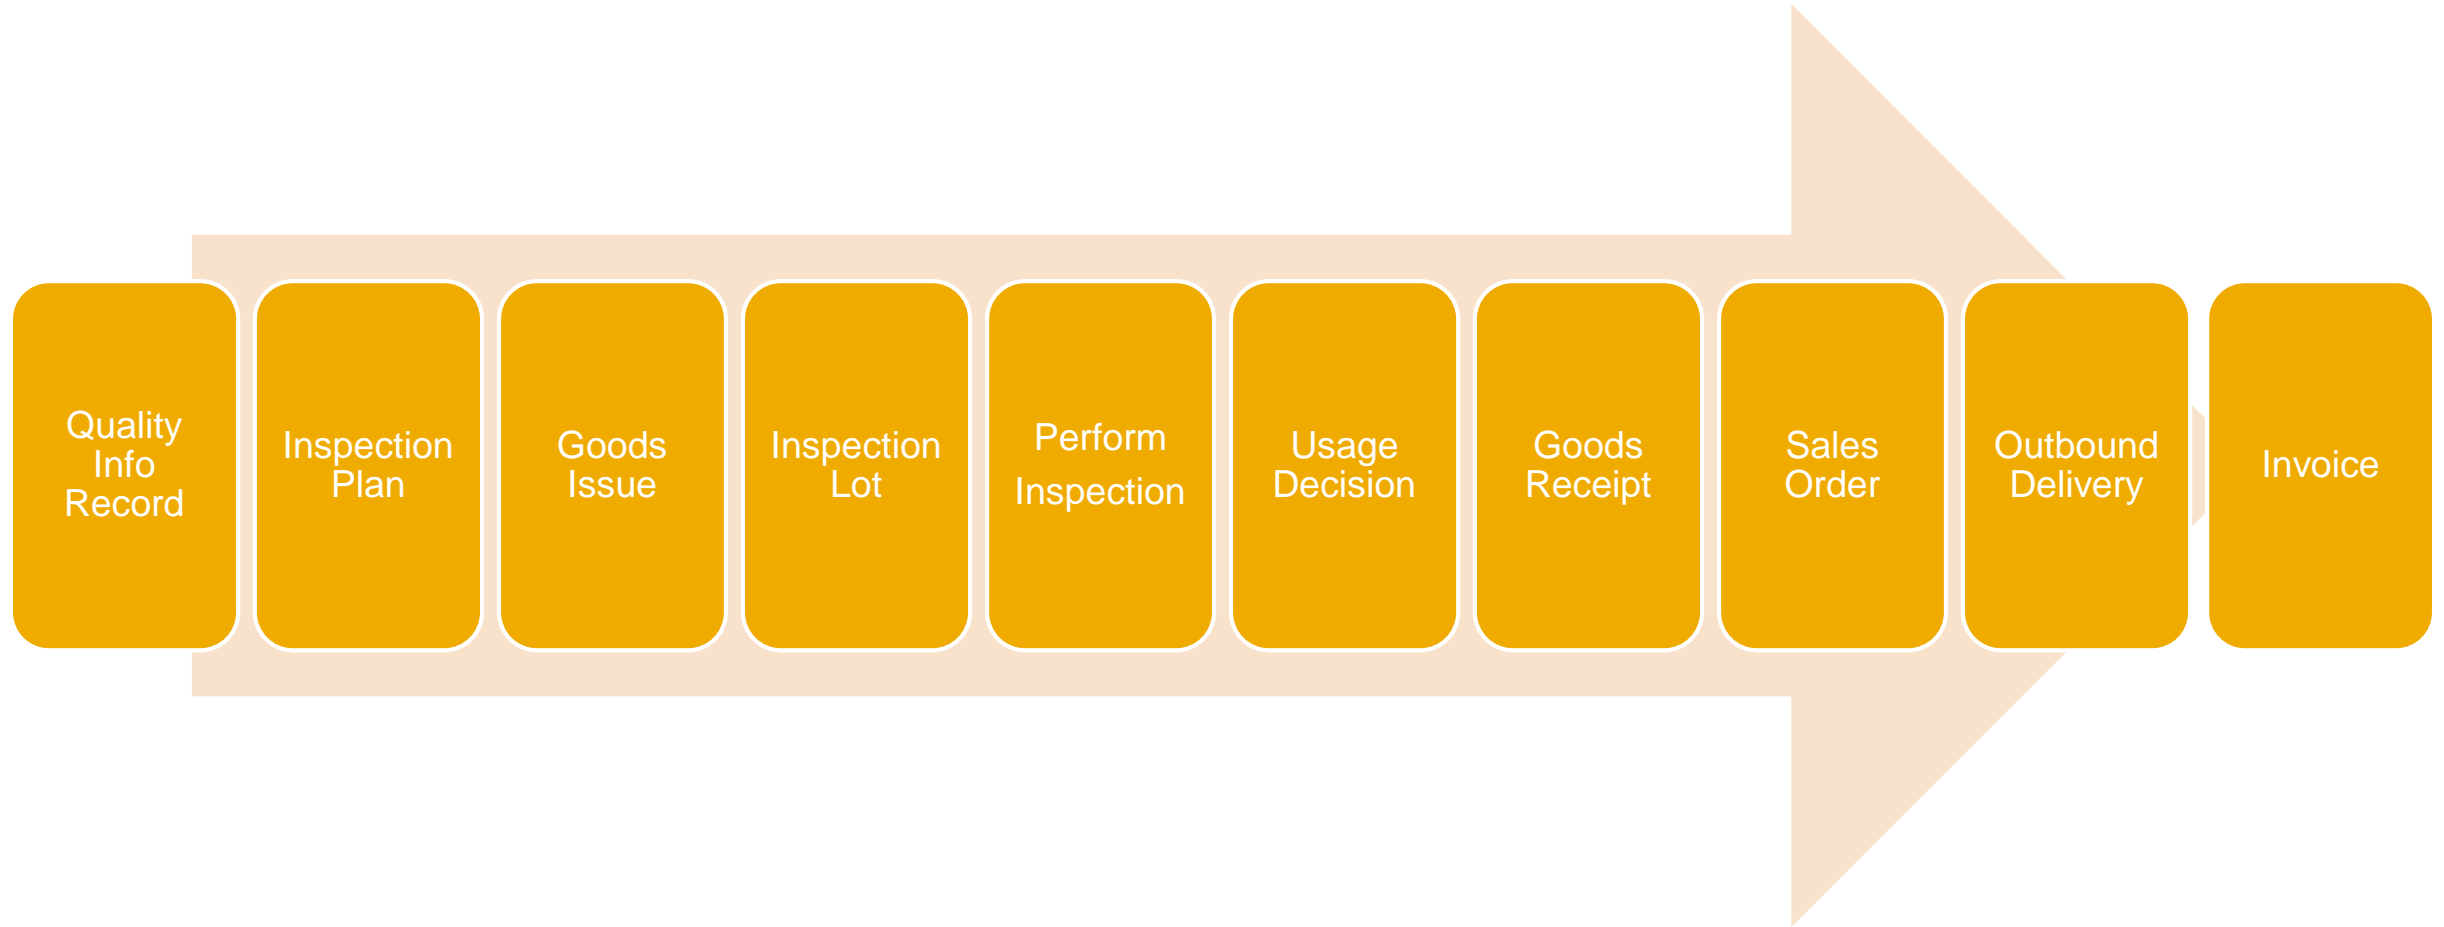 Quality
Info
Record
Inspection
Plan
Goods
Issue
Inspection
Lot
Perform
Inspection
Usage
Decision
Goods
Receipt
Sales
Order
Outbound
Delivery
Invoice